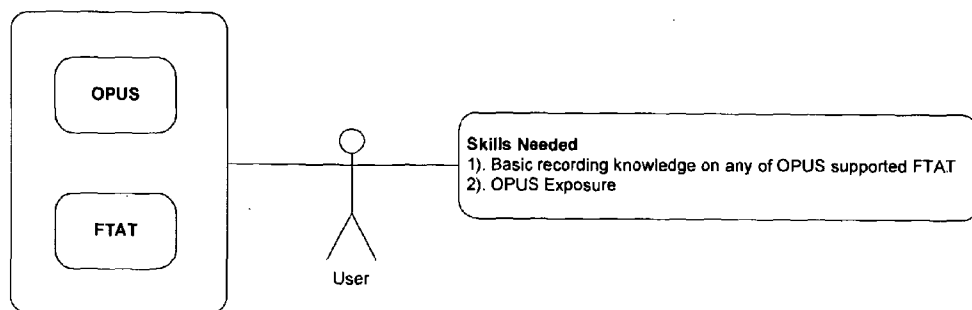 OPUS
FTAT
Skills Needed
1). Basic recording knowledge on any of OPUS supported FTAT
2). OPUS Exposure
User